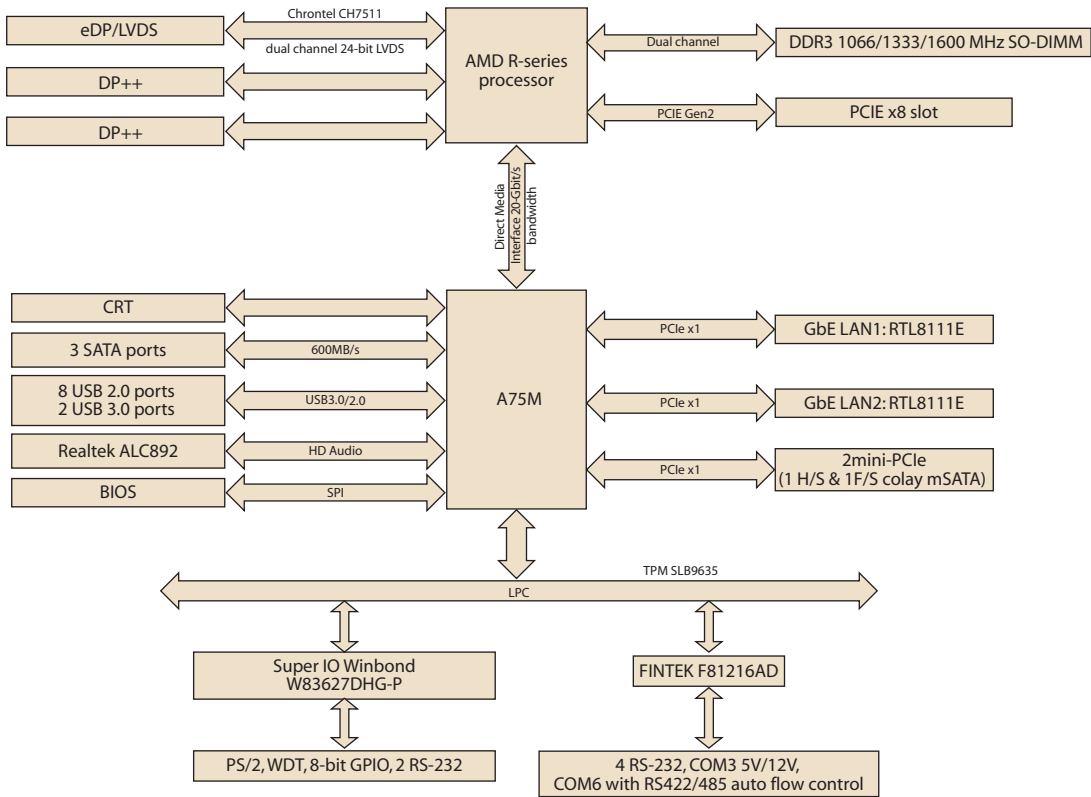 Chrontel CH7511
eDP/LVDS
dual channel 24-bit LVDS
DP++
DP++
AMD R-series
processor
Dual channel
DDR3 1066/1333/1600 MHz SO-DIMM
PCIE Gen2
PCIE x8 slot
Direct Media
Interface 20-Gbit/s
bandwidth
CRT
3 SATA ports
600MB/s
8 USB 2.0 ports
2 USB 3.0 ports
USB3.0/2.0
Realtek ALC892
HD Audio
BIOS
SPI
A75M
PCIe x1
GbE LAN1: RTL8111E
PCIe x1
GbE LAN2: RTL8111E
PCIe x1
2mini-PCIe
(1 H/S & 1F/S colay mSATA)
TPM SLB9635
LPC
Super IO Winbond
W83627DHG-P
FINTEK F81216AD
PS/2, WDT, 8-bit GPIO, 2 RS-232
4 RS-232, COM3 5V/12V,
COM6 with RS422/485 auto flow control